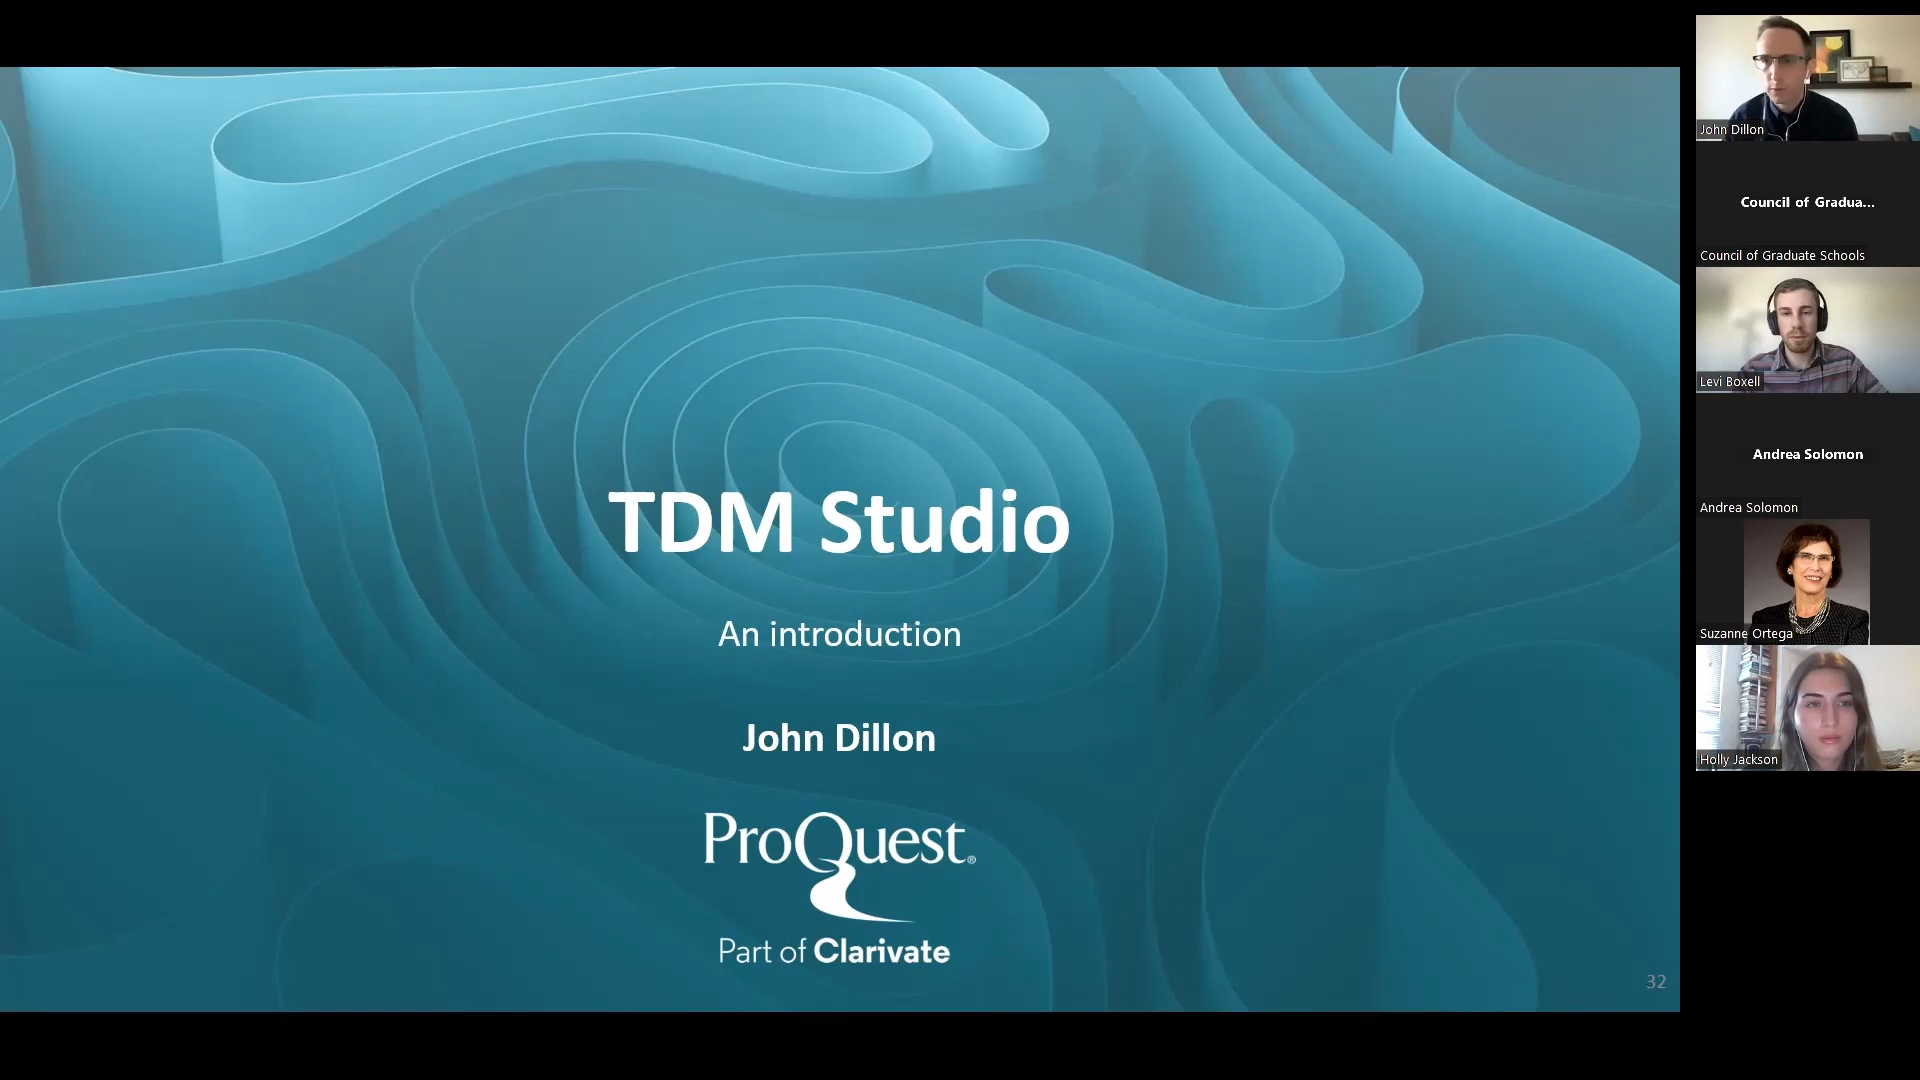 TDM Studio
An introduction
John Dillon
ProQuest®
Part of Clarivate
32
John Dillon
Council of Gradua...
Council of Graduate Schools
Levi Boxell
Andrea Solomon
Andrea Solomon
Suzanne Ortega
Holly Jackson